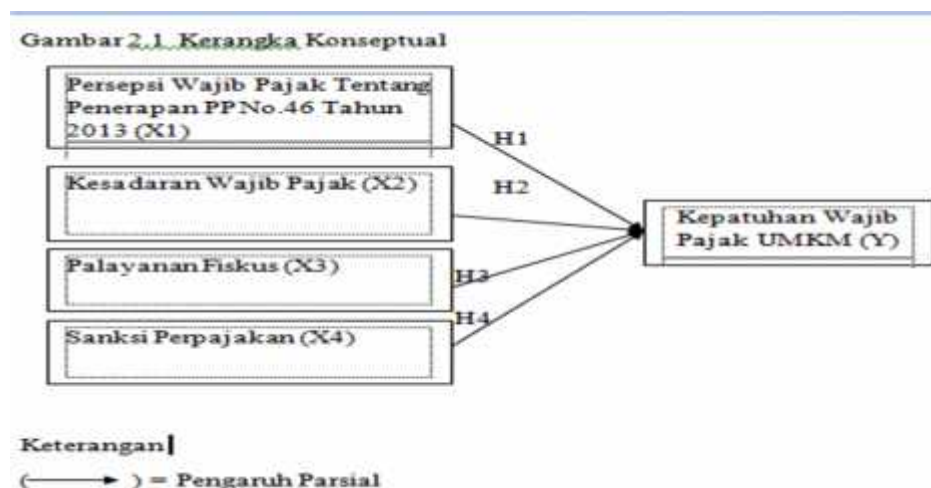 Gambar 2.1 Kerangka Konseptual
Persepsi Wajib Pajak Tentang
Penerapan PP No.46 Tahun
2013 (X1)
H1
Kesadaran Wajib Pajak (X2)
H2
Kepatuhan Wajib
Pajak UMKM (Y)
Palayanan Fiskus (X3)
H3
H4
Sanksi Perpajakan (X4)
Keterangan
( ) = Pengaruh Parsial